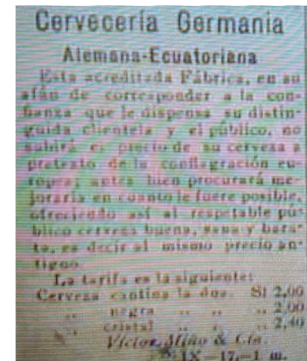 Cervecería Germania
Alemana-Ecuatoriana
Esta acreditada Fábrica, en su
afán de corresponder a la con-
fianza que le dispensa su distin-
guida clientela y el público, no
subirá el precio de su cerveza a
pretexto de la conflagración eu-
ropea; antes bien procurará me-
jorarla en cuanto le fuere posible,
ofreciendo así al respetable pú-
blico cerveza buena, sana y bara-
ta, es decir al mismo precio an-
tiguo.
La tarifa es la siguiente:
Cerveza cantina la doc. S/ 2,00
,, negra ,, ,, 2,00
,, cristal ,, ,, 2,40
Víctor Miño & Cía.
IX—17.—1 m.